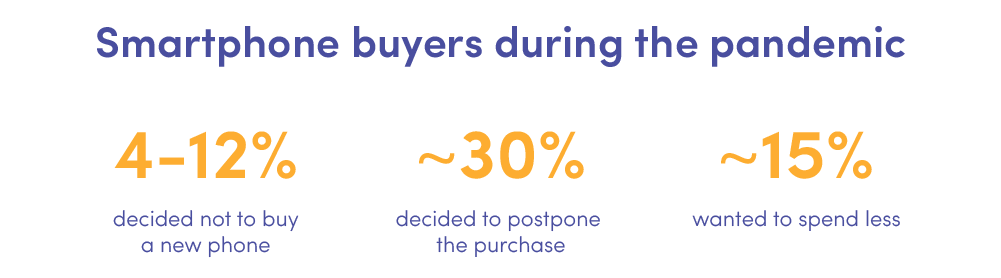 Smartphone buyers during the pandemic
4-12%
decided not to buy
a new phone
~30%
decided to postpone
the purchase
~15%
wanted to spend less